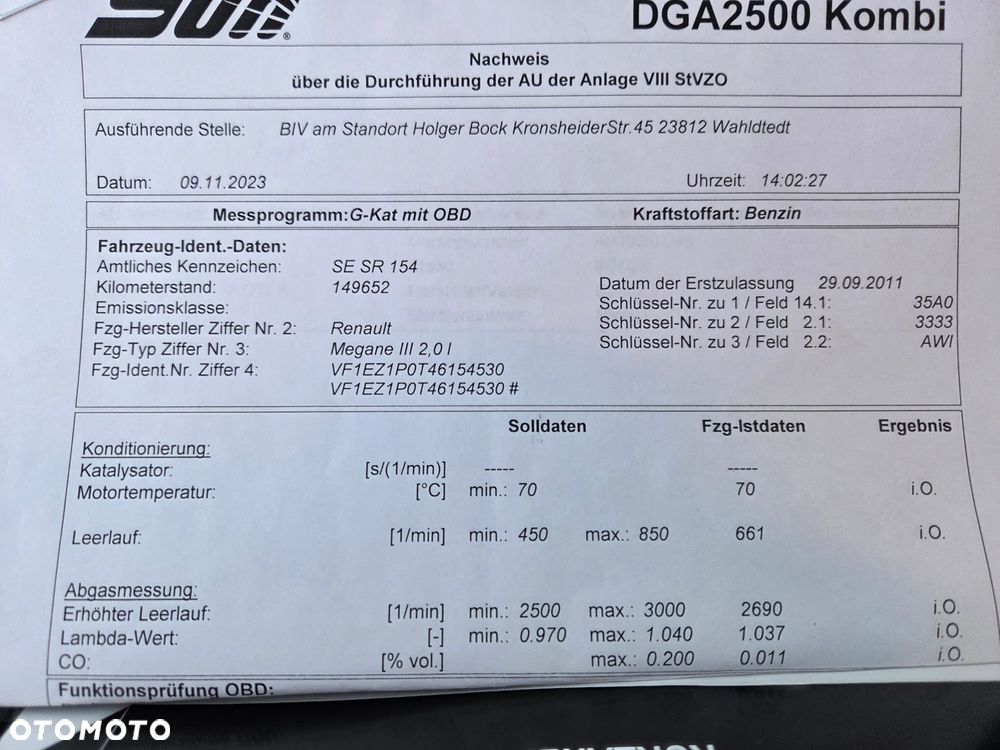 Sun®
DGA2500 Kombi
Nachweis
über die Durchführung der AU der Anlage VIII StVZO
Ausführende Stelle: BIV am Standort Holger Bock KronsheiderStr.45 23812 Wahldtedt
Datum: 09.11.2023 Uhrzeit: 14:02:27
Messprogramm:G-Kat mit OBD Kraftstoffart: Benzin
Fahrzeug-Ident.-Daten:
Amtliches Kennzeichen: SE SR 154
Kilometerstand: 149652 Datum der Erstzulassung 29.09.2011
Emissionsklasse: Schlüssel-Nr. zu 1 / Feld 14.1: 35A0
Fzg-Hersteller Ziffer Nr. 2: Renault Schlüssel-Nr. zu 2 / Feld 2.1: 3333
Fzg-Typ Ziffer Nr. 3: Megane III 2,0 l Schlüssel-Nr. zu 3 / Feld 2.2: AWI
Fzg-Ident.Nr. Ziffer 4: VF1EZ1P0T46154530
VF1EZ1P0T46154530 #
Solldaten Fzg-Istdaten Ergebnis
Konditionierung:
Katalysator: [s/(1/min)] ----- -----
Motortemperatur: [°C] min.: 70 70 i.O.
Leerlauf: [1/min] min.: 450 max.: 850 661 i.O.
Abgasmessung:
Erhöhter Leerlauf: [1/min] min.: 2500 max.: 3000 2690 i.O.
Lambda-Wert: [-] min.: 0.970 max.: 1.040 1.037 i.O.
CO: [% vol.] max.: 0.200 0.011 i.O.
Funktionsprüfung OBD:
OTOMOTO